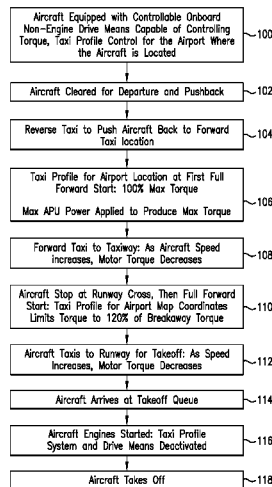 Aircraft Equipped with Controllable Onboard
Non-Engine Drive Means Capable of Controlling
Torque, Taxi Profile Control for the Airport Where
the Aircraft is Located
100
Aircraft Cleared for Departure and Pushback
102
Reverse Taxi to Push Aircraft Back to Forward
Taxi location
104
Taxi Profile for Airport Location at First Full
Forward Start: 100% Max Torque
Max APU Power Applied to Produce Max Torque
106
Forward Taxi to Taxiway: As Aircraft Speed
increases, Motor Torque Decreases
108
Aircraft Stop at Runway Cross, Then Full Forward
Start: Taxi Profile for Airport Map Coordinates
Limits Torque to 120% of Breakaway Torque
110
Aircraft Taxis to Runway for Takeoff: As Speed
Increases, Motor Torque Decreases
112
Aircraft Arrives at Takeoff Queue
114
Aircraft Engines Started: Taxi Profile
System and Drive Means Deactivated
116
Aircraft Takes Off
118